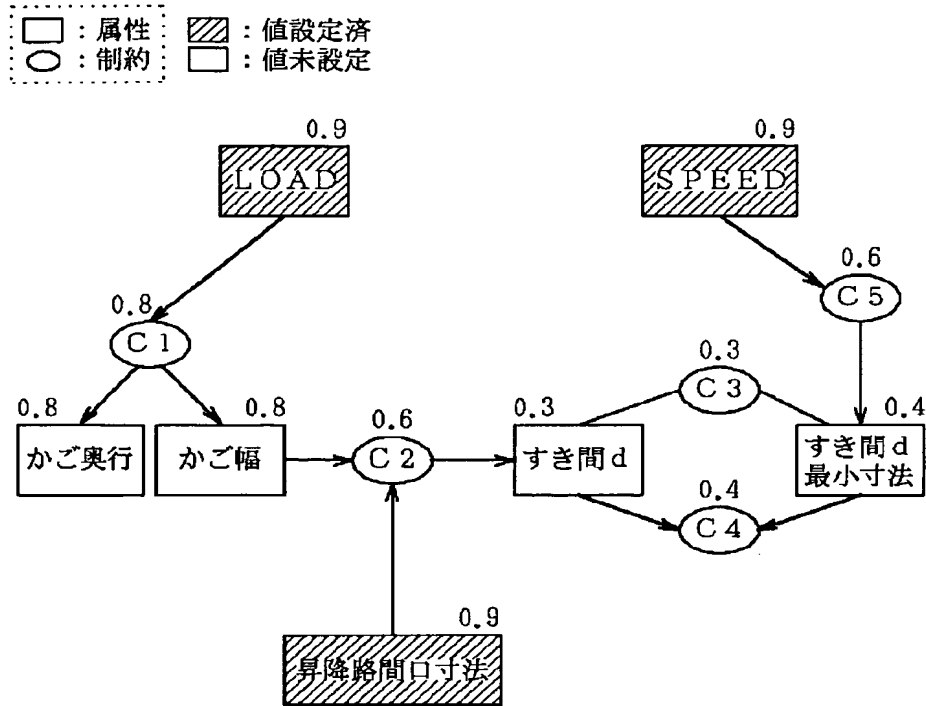 ：属性 ：値設定済
：制約 ：値未設定
0.9 0.9
LOAD SPEED
0.6
0.8 C5
C1 0.3
0.8 0.8 0.6 0.3 C3 0.4
かご奥行 かご幅 C2 すき間d すき間d
最小寸法
0.4
C4
0.9
昇降路間口寸法